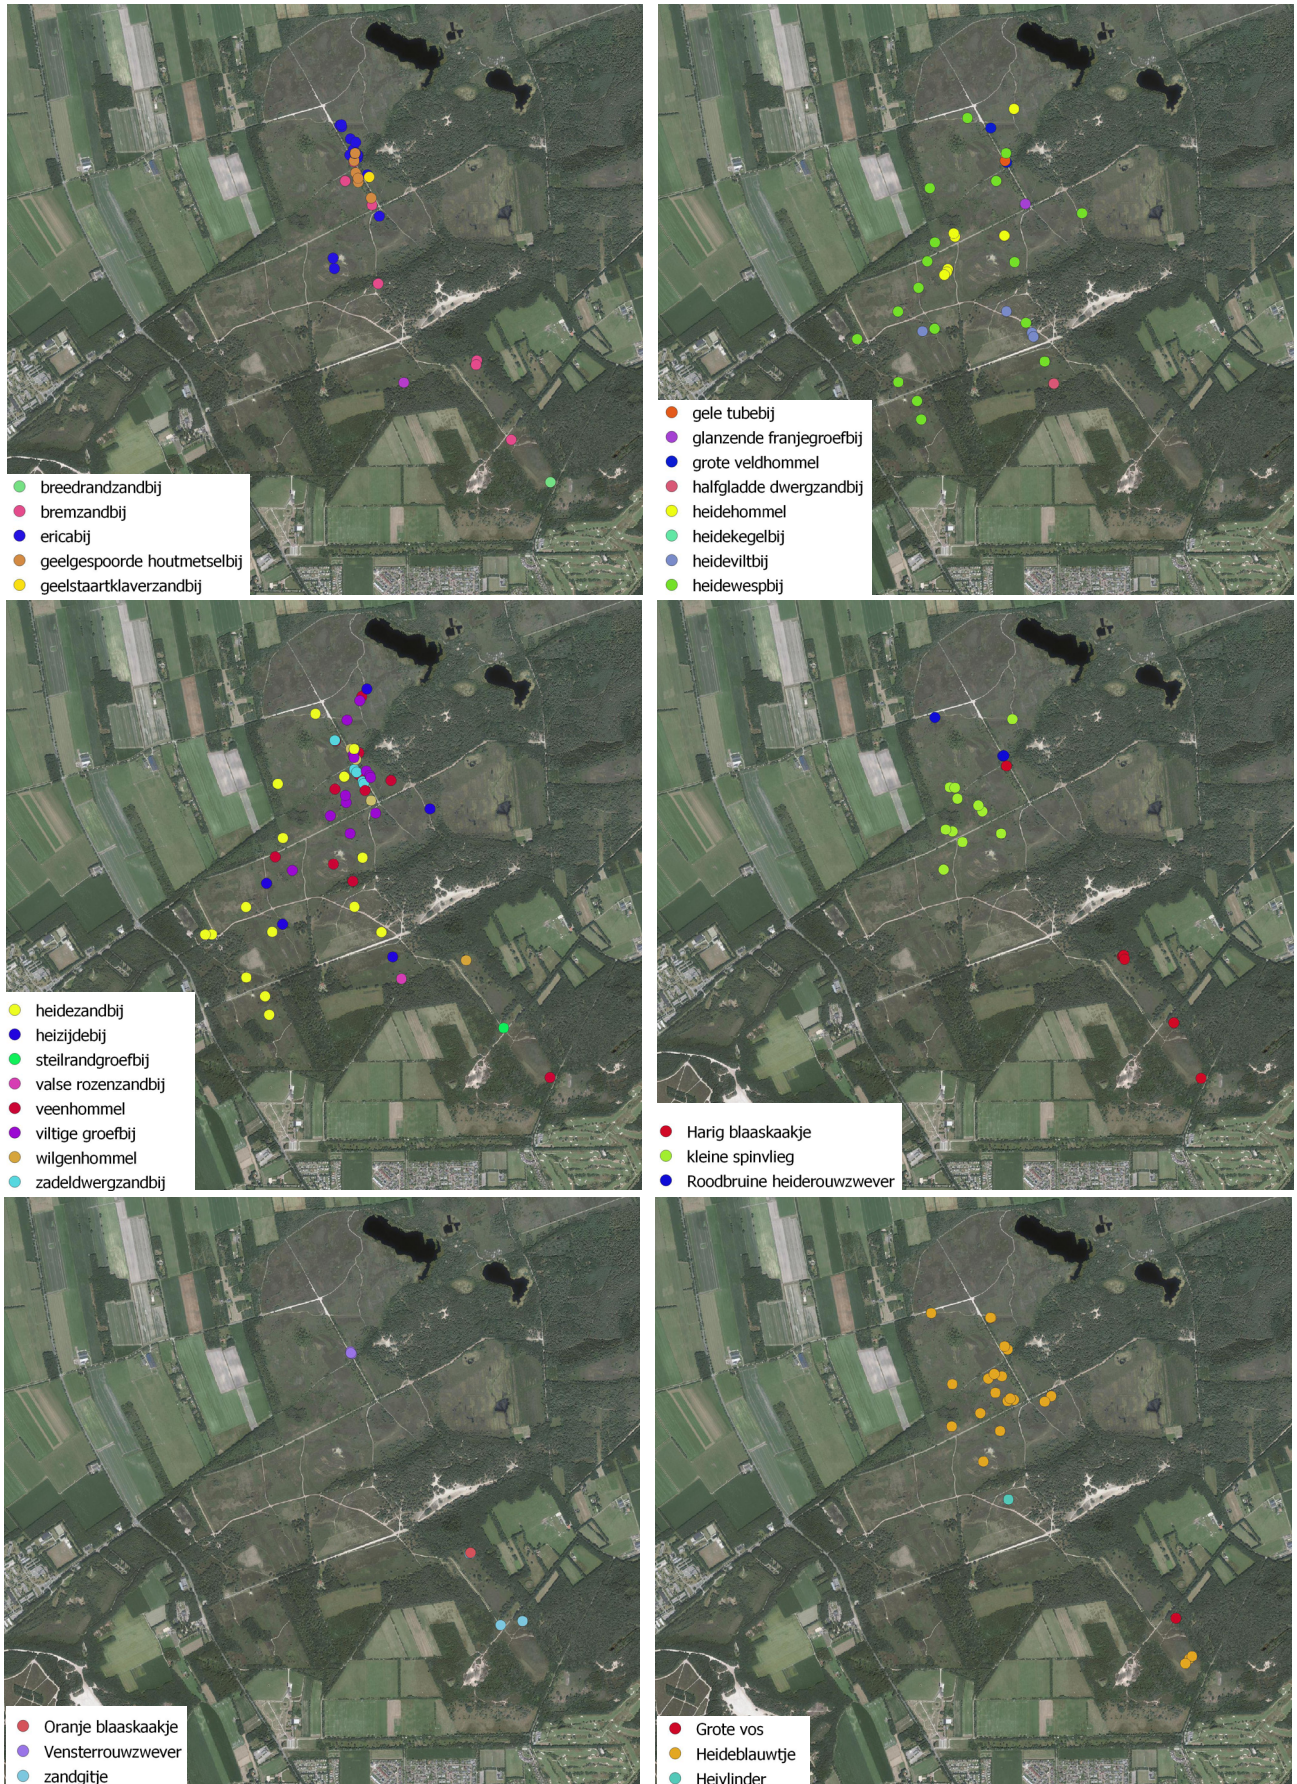 breedrandzandbij
bremzandbij
ericabij
geelgespoorde houtmetselbij
geelstaartklaverzandbij
gele tubebij
glanzende franjegroefbij
grote veldhommel
halfgladde dwergzandbij
heidehommel
heidekegelbij
heideviltbij
heidewespbij
heidezandbij
heizijdebij
steilrandgroefbij
valse rozenzandbij
veenhommel
viltige groefbij
wilgenhommel
zadeldwergzandbij
Harig blaaskaakje
kleine spinvlieg
Roodbruine heiderouwzwever
Oranje blaaskaakje
Vensterrouwzwever
zandgitje
Grote vos
Heideblauwtje
Heivlinder